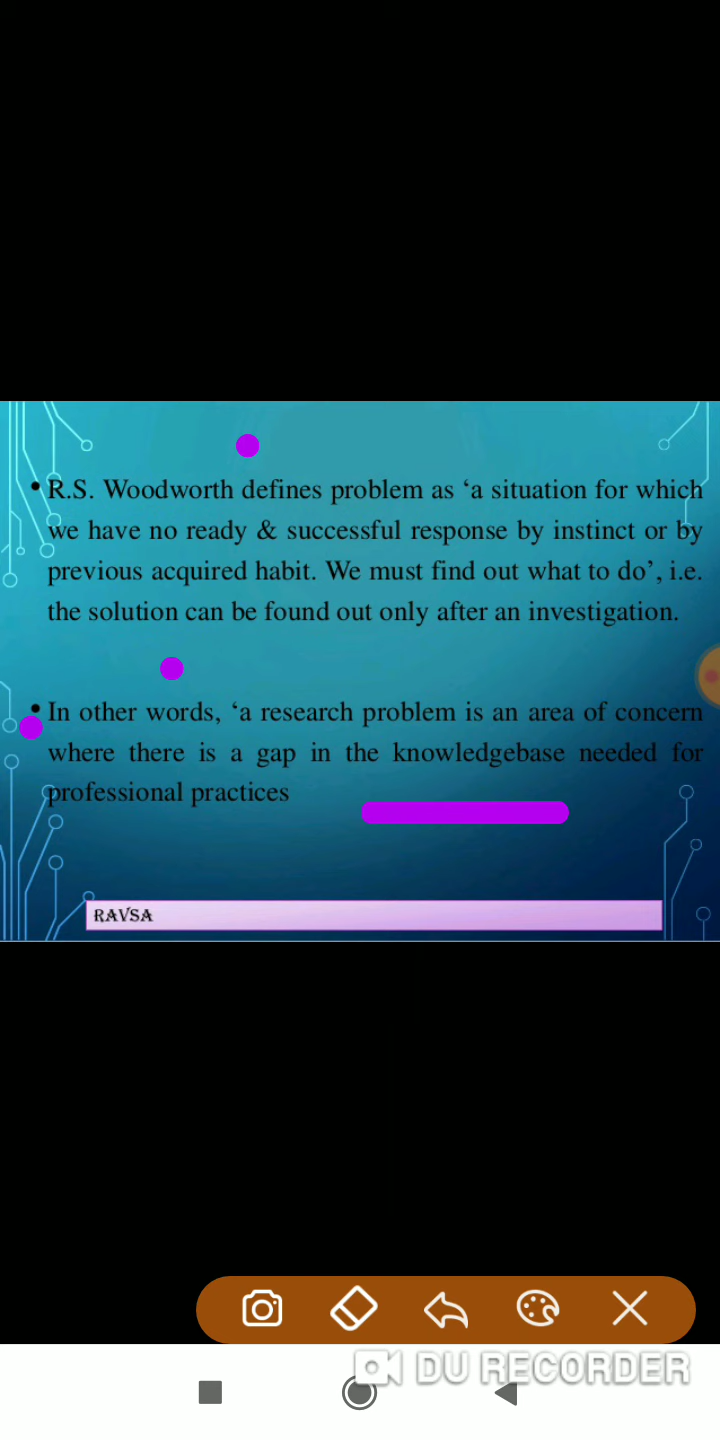 • R.S. Woodworth defines problem as ‘a situation for which
we have no ready & successful response by instinct or by
previous acquired habit. We must find out what to do’, i.e.
the solution can be found out only after an investigation.
• In other words, ‘a research problem is an area of concern
where there is a gap in the knowledgebase needed for
professional practices
RAVSA
DU RECORDER